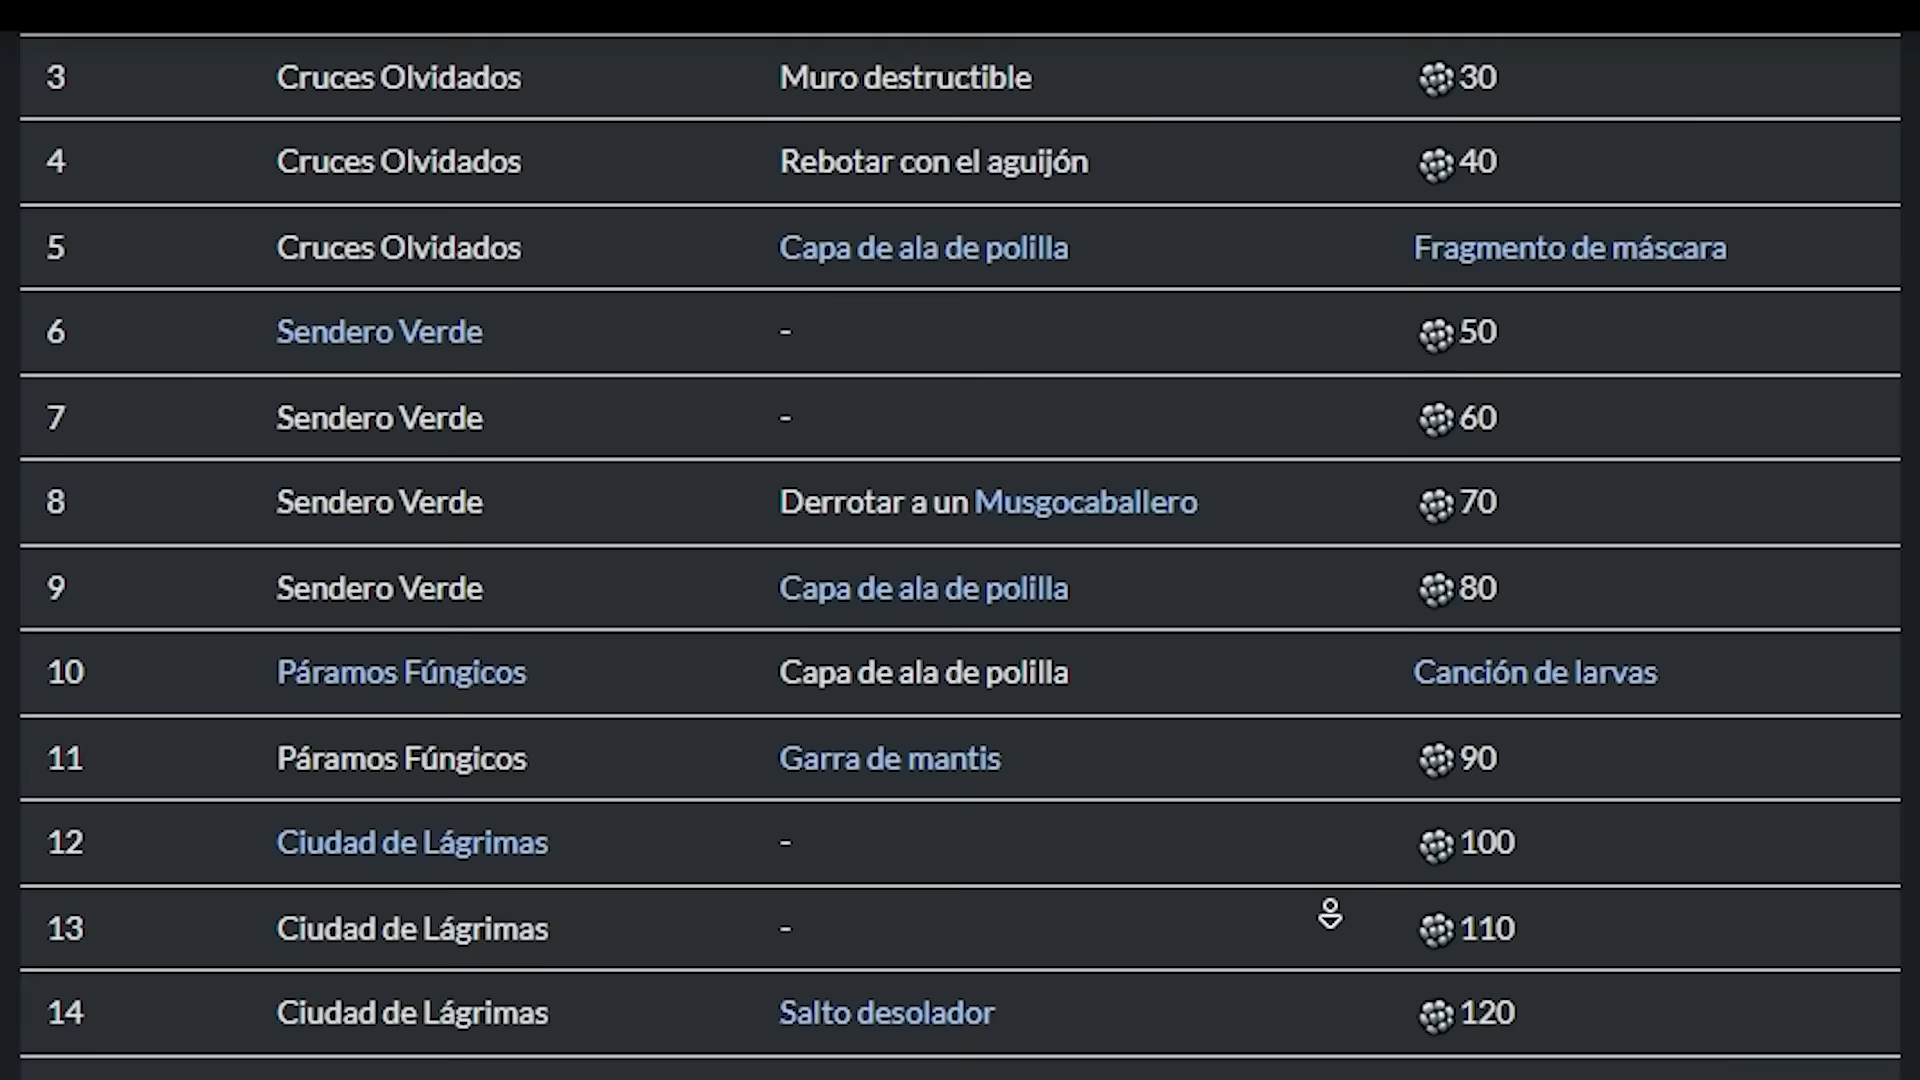 3 Cruces Olvidados Muro destructible 30
4 Cruces Olvidados Rebotar con el aguijón 40
5 Cruces Olvidados Capa de ala de polilla Fragmento de máscara
6 Sendero Verde - 50
7 Sendero Verde - 60
8 Sendero Verde Derrotar a un Musgocaballero 70
9 Sendero Verde Capa de ala de polilla 80
10 Páramos Fúngicos Capa de ala de polilla Canción de larvas
11 Páramos Fúngicos Garra de mantis 90
12 Ciudad de Lágrimas - 100
13 Ciudad de Lágrimas - 110
14 Ciudad de Lágrimas Salto desolador 120